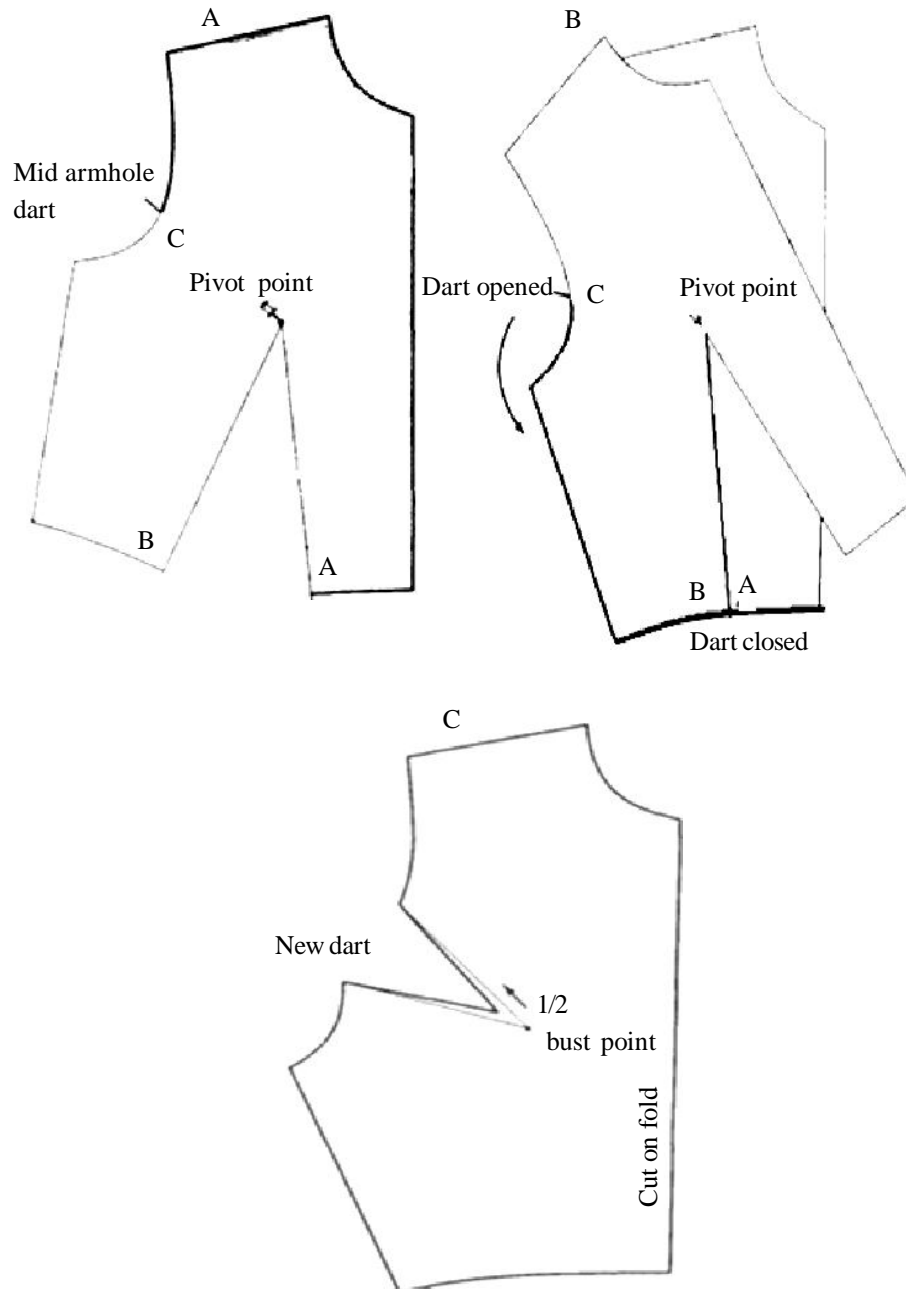 A
Mid armhole
dart
C
Pivot point
B
A
B
Dart opened
C
Pivot point
B
A
Dart closed
C
New dart
1/2
bust point
Cut on fold